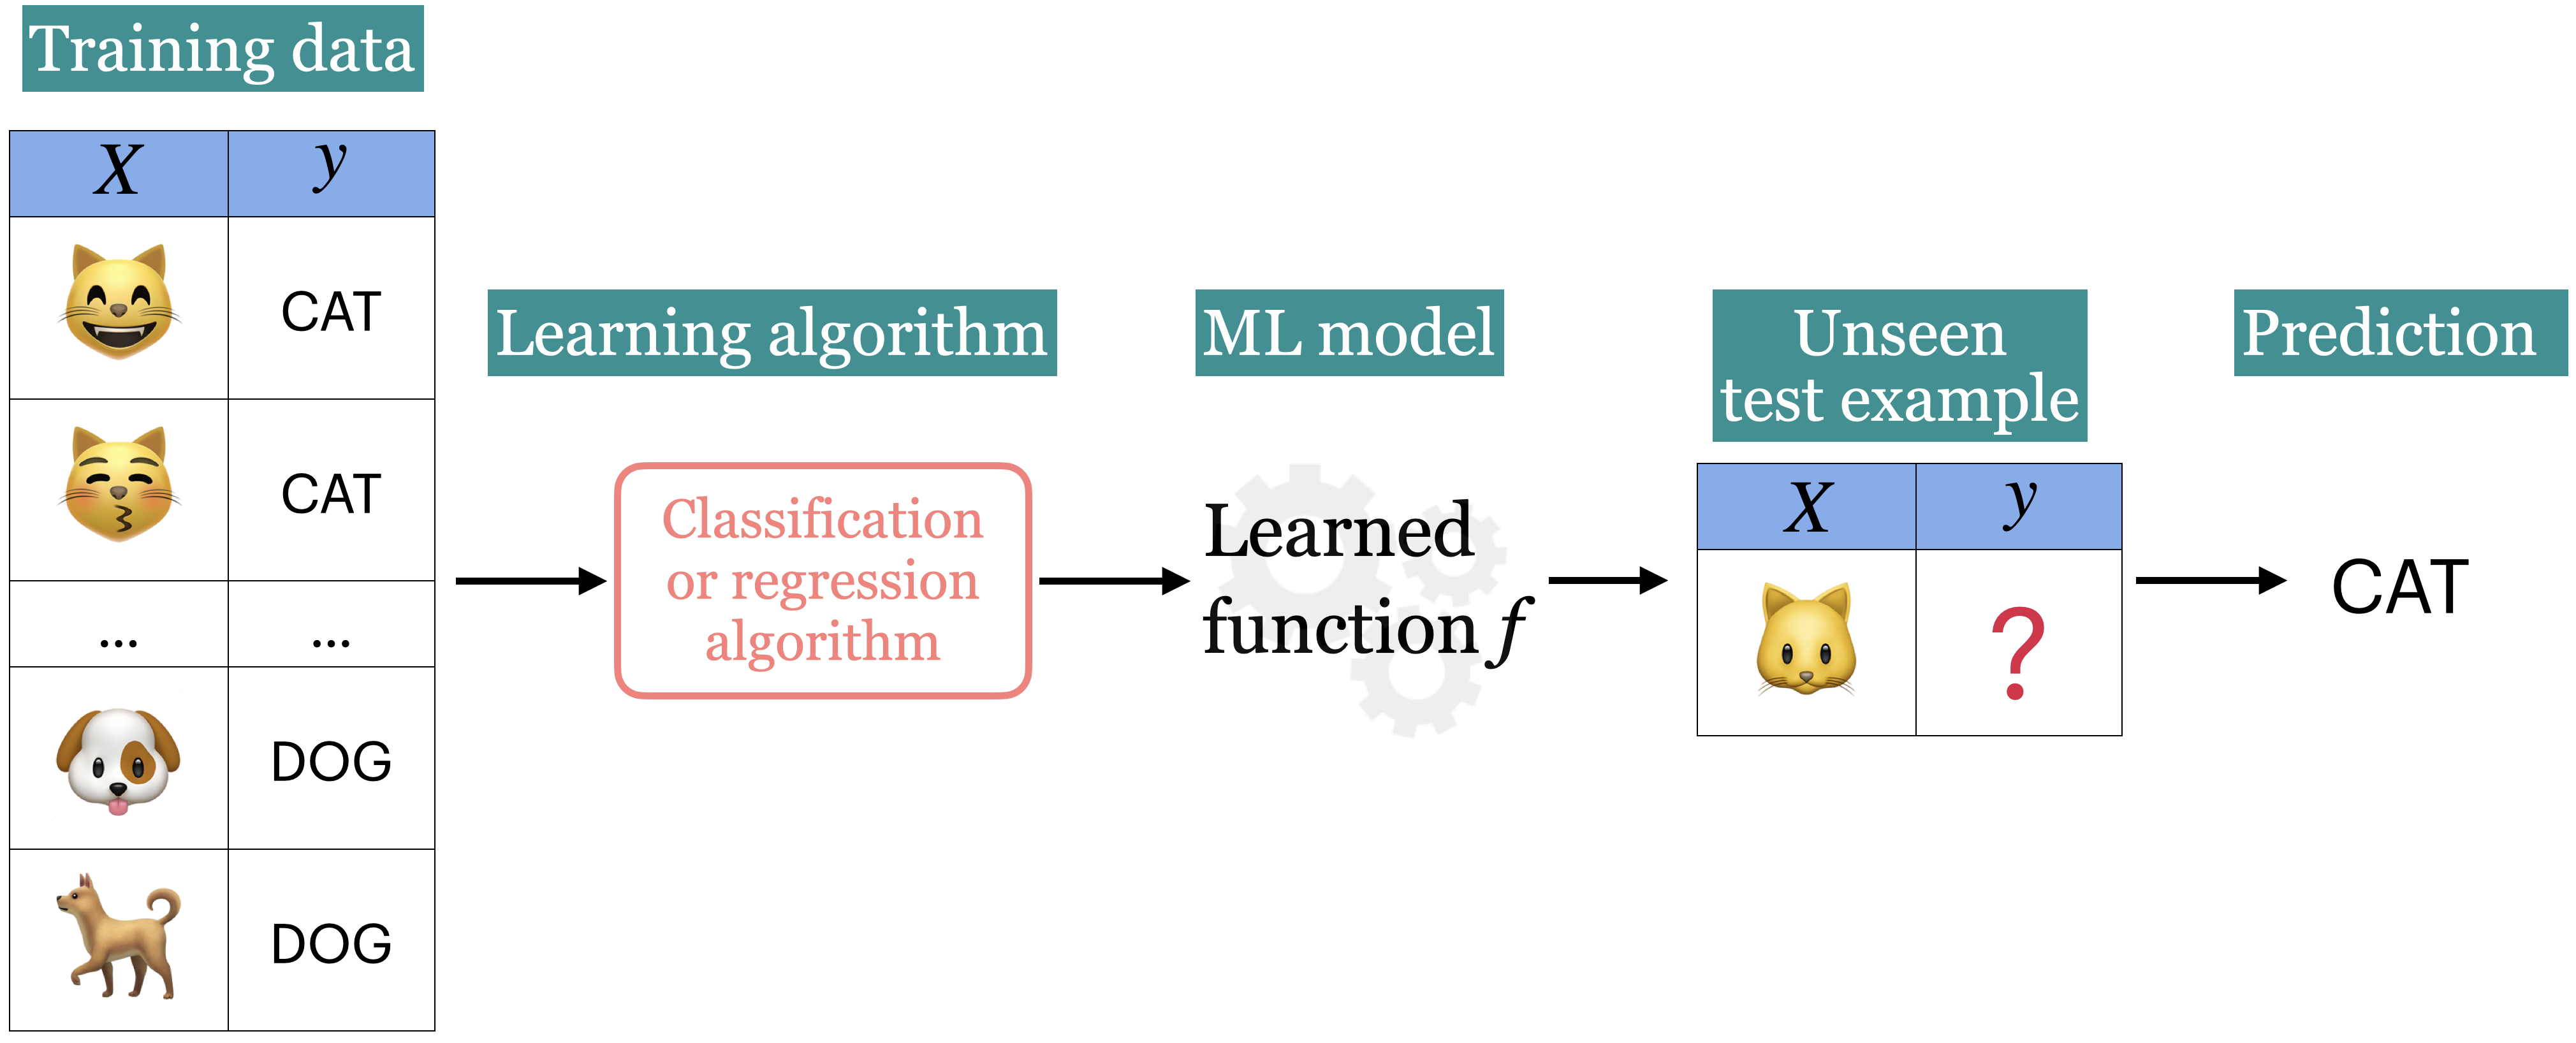 Training data
X y
CAT
CAT
... ...
DOG
DOG
Learning algorithm
Classification
or regression
algorithm
ML model
Learned
function f
Unseen
test example
X y
?
Prediction
CAT